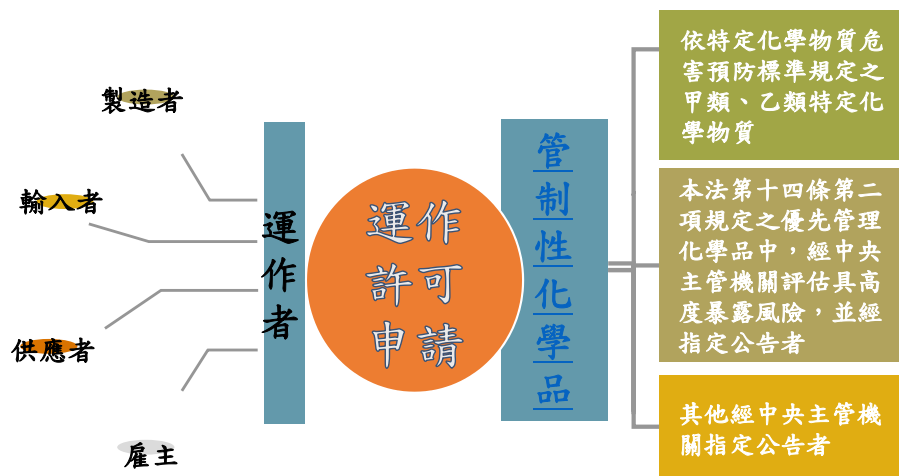 製造者
輸入者
供應者
雇主
運作者
運作
許可
申請
管制性化學品
依特定化學物質危
害預防標準規定之
甲類、乙類特定化
學物質
本法第十四條第二
項規定之優先管理
化學品中，經中央
主管機關評估具高
度暴露風險，並經
指定公告者
其他經中央主管機
關指定公告者